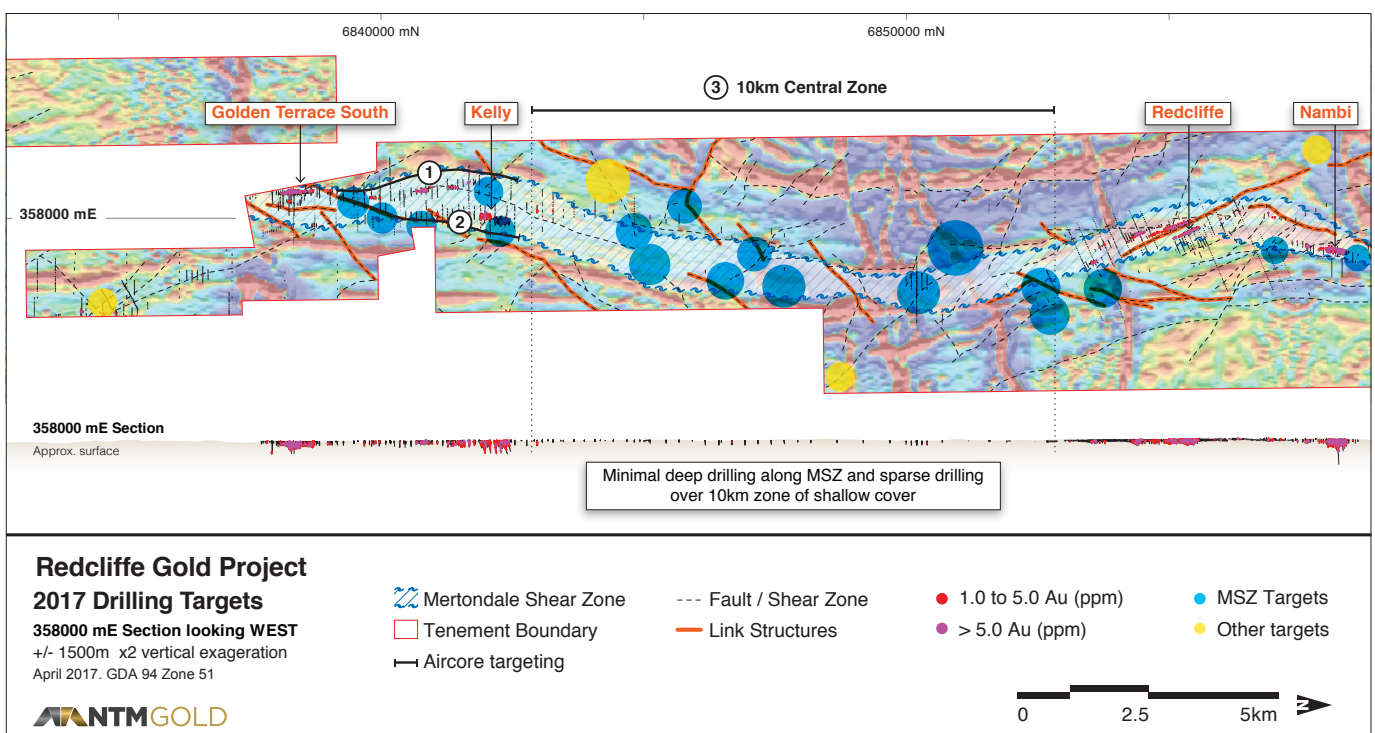 6840000 mN
6850000 mN
3 10km Central Zone
Golden Terrace South
Kelly
Redcliffe
Nambi
1
358000 mE
2
358000 mE Section
Approx. surface
Minimal deep drilling along MSZ and sparse drilling
over 10km zone of shallow cover
Redcliffe Gold Project
2017 Drilling Targets
358000 mE Section looking WEST
+/- 1500m x2 vertical exageration
April 2017. GDA 94 Zone 51
NTMGOLD
Mertondale Shear Zone
Tenement Boundary
Aircore targeting
Fault / Shear Zone
Link Structures
1.0 to 5.0 Au (ppm)
> 5.0 Au (ppm)
MSZ Targets
Other targets
0 2.5 5km
N